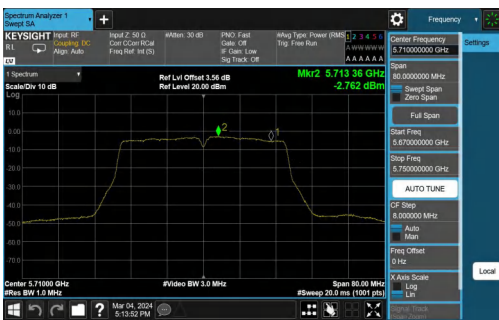 Spectrum Analyzer 1
Swept SA
+
Frequency
KEYSIGHT
Input: RF
Coupling: DC
Align: Auto
RL
Input Z: 50 Ω
Corr CCorr RCal
Freq Ref: Int (S)
#Atten: 30 dB
PNO: Fast
Gate: Off
IF Gain: Low
Sig Track: Off
#Avg Type: Power (RMS)
Trig: Free Run
1 2 3 4 5 6
A W W W W W
A A A A A A
LXI
1 Spectrum
Scale/Div 10 dB
Log
Ref Lvl Offset 3.56 dB
Ref Level 20.00 dBm
Mkr2 5.713 36 GHz
-2.762 dBm
10.0
0.00
-10.0
-20.0
-30.0
-40.0
-50.0
-60.0
-70.0
2
1
Center 5.71000 GHz
#Res BW 1.0 MHz
#Video BW 3.0 MHz
Span 80.00 MHz
#Sweep 20.0 ms (1001 pts)
Center Frequency
5.710000000 GHz
Settings
Span
80.0000000 MHz
Swept Span
Zero Span
Full Span
Start Freq
5.670000000 GHz
Stop Freq
5.750000000 GHz
AUTO TUNE
CF Step
8.000000 MHz
Auto
Man
Freq Offset
0 Hz
X Axis Scale
Log
Lin
Local
Signal Track
?
Mar 04, 2024
5:13:52 PM